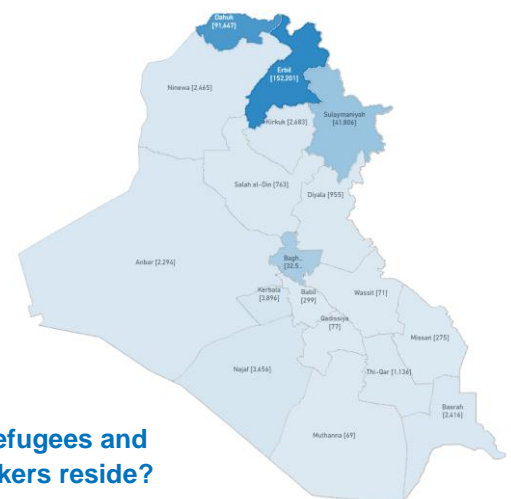 Dahuk
[91,647]
Erbil
[152,201]
Ninewa [2,465]
Kirkuk [2,683]
Sulaymaniyah
[41,806]
Salah al-Din [763]
Diyala [955]
Bagh...
[32,5...
Anbar [2,296]
Kerbala
[3,896]
Babil
[299]
Wassit [71]
Qadissiya
[77]
Missan [275]
Najaf [3,656]
Thi-Qar [1,136]
Basrah
[2,616]
Muthanna [69]
efugees and
kers reside?